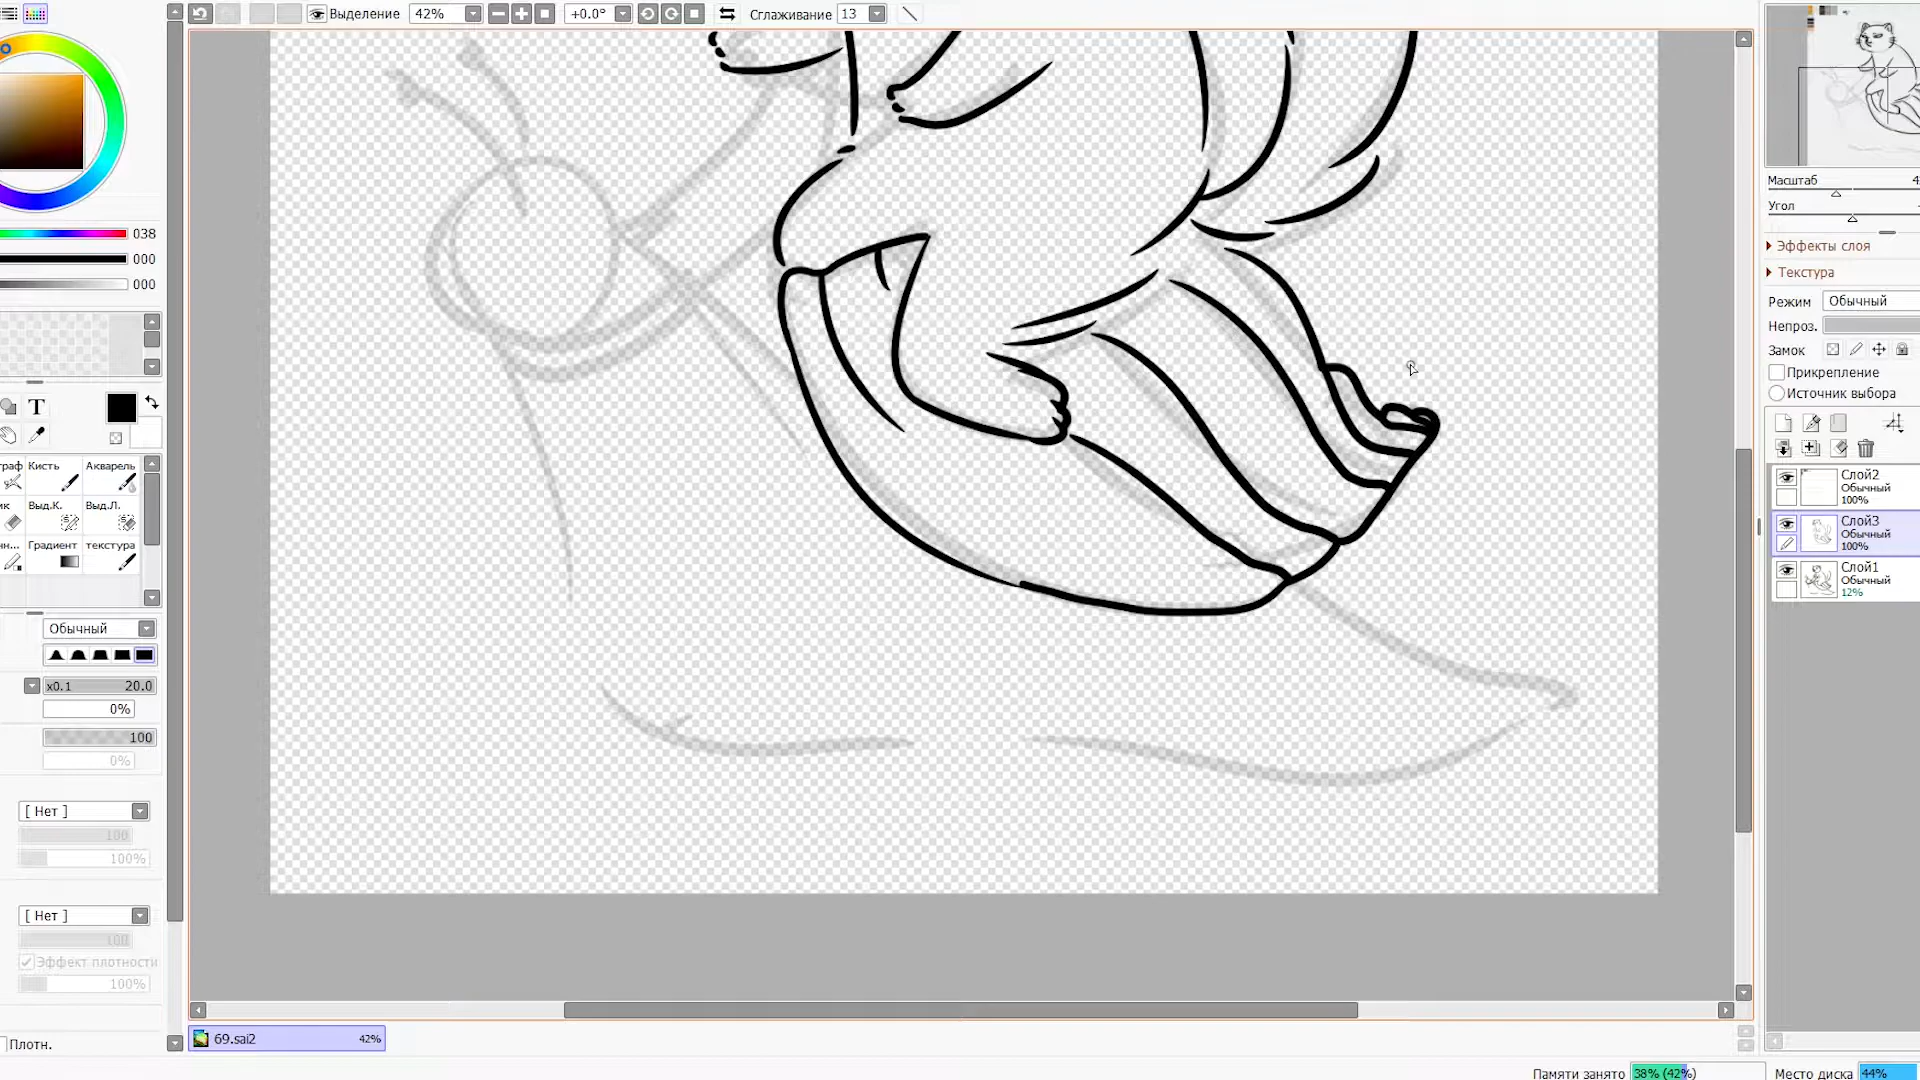 Выделение 42% +0.0° Сглаживание 13
038
000
000
T
Кисть Акварель
Выд.К. Выд.Л.
Градиент текстура
Обычный
x0.1 20.0
0%
100
0%
[ Нет ]
100
100%
[ Нет ]
100
Эффект плотности
100%
Плотн.
69.sai2 42%
Масштаб
Угол
Эффекты слоя
Текстура
Режим Обычный
Непроз.
Замок
Прикрепление
Источник выбора
Слой2
Обычный
100%
Слой3
Обычный
100%
Слой1
Обычный
12%
Памяти занято 38% (42%) Место диска 44%